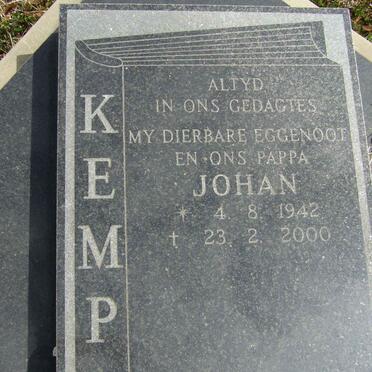 KEMP
ALTYD
IN ONS GEDAGTES
MY DIERBARE EGGENOOT
EN ONS PAPPA
JOHAN
* 4. 8. 1942
† 23. 2. 2000